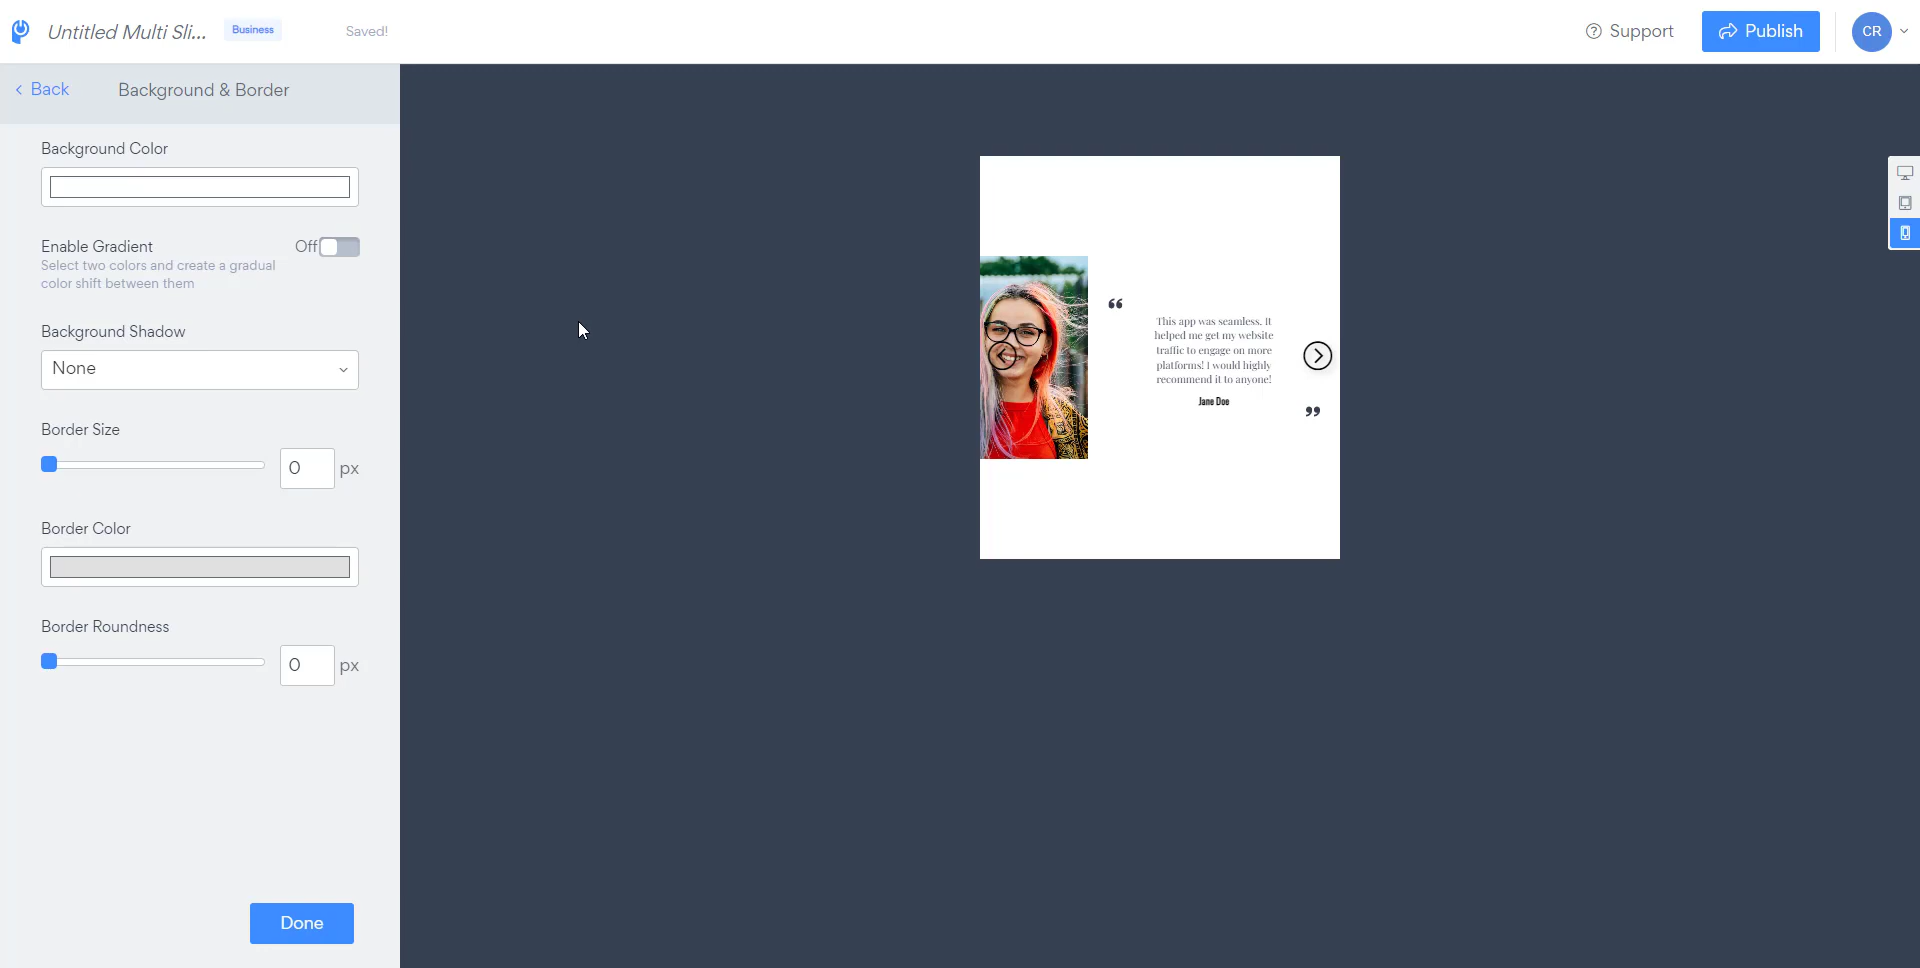 Untitled Multi Sli...
Business
Saved!
Support
Publish
CR
Back
Background & Border
Background Color
Enable Gradient
Off
Select two colors and create a gradual
color shift between them
Background Shadow
None
Border Size
0
px
Border Color
Border Roundness
0
px
Done
“
This app was seamless. It
helped me get my website
traffic to engage on more
platforms! I would highly
recommend it to anyone!
Jane Doe
”